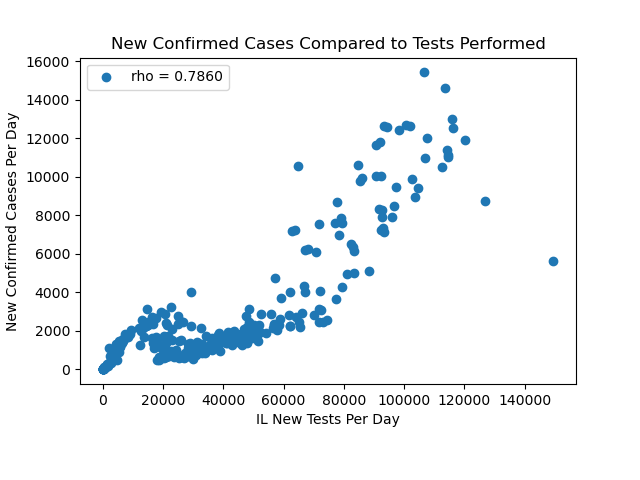 New Confirmed Cases Compared to Tests Performed
rho = 0.7860
16000
14000
12000
10000
8000
6000
4000
2000
0
New Confirmed Caeses Per Day
0 20000 40000 60000 80000 100000 120000 140000
IL New Tests Per Day